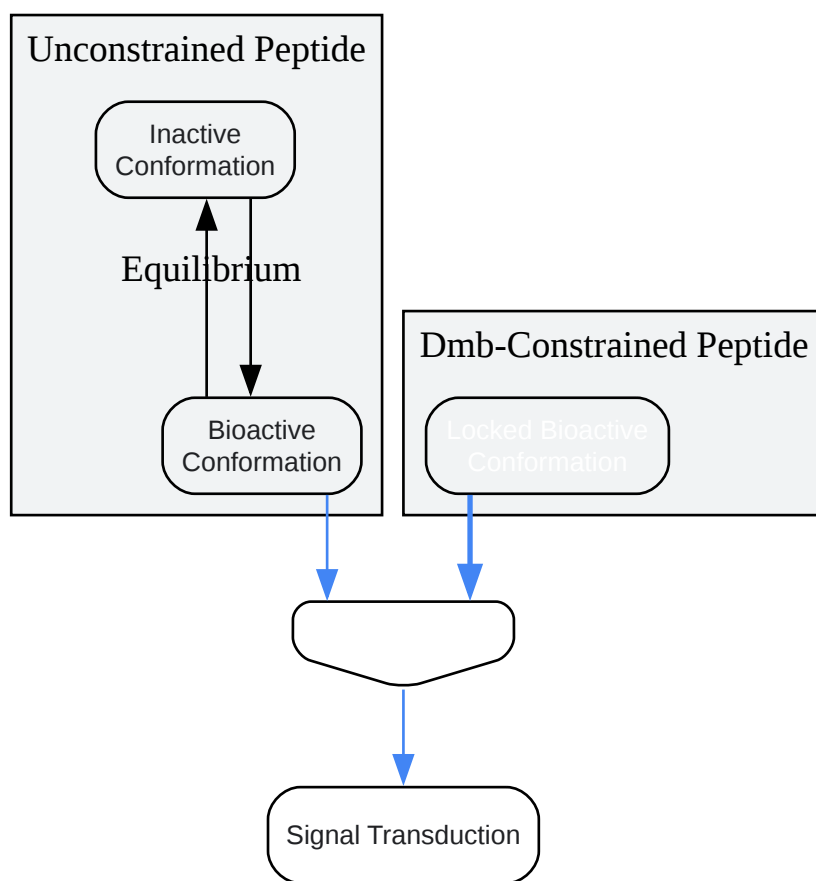 Unconstrained Peptide
Inactive
Conformation
Equilibrium
Bioactive
Conformation
Dmb-Constrained Peptide
Locked Bioactive
Conformation
Signal Transduction